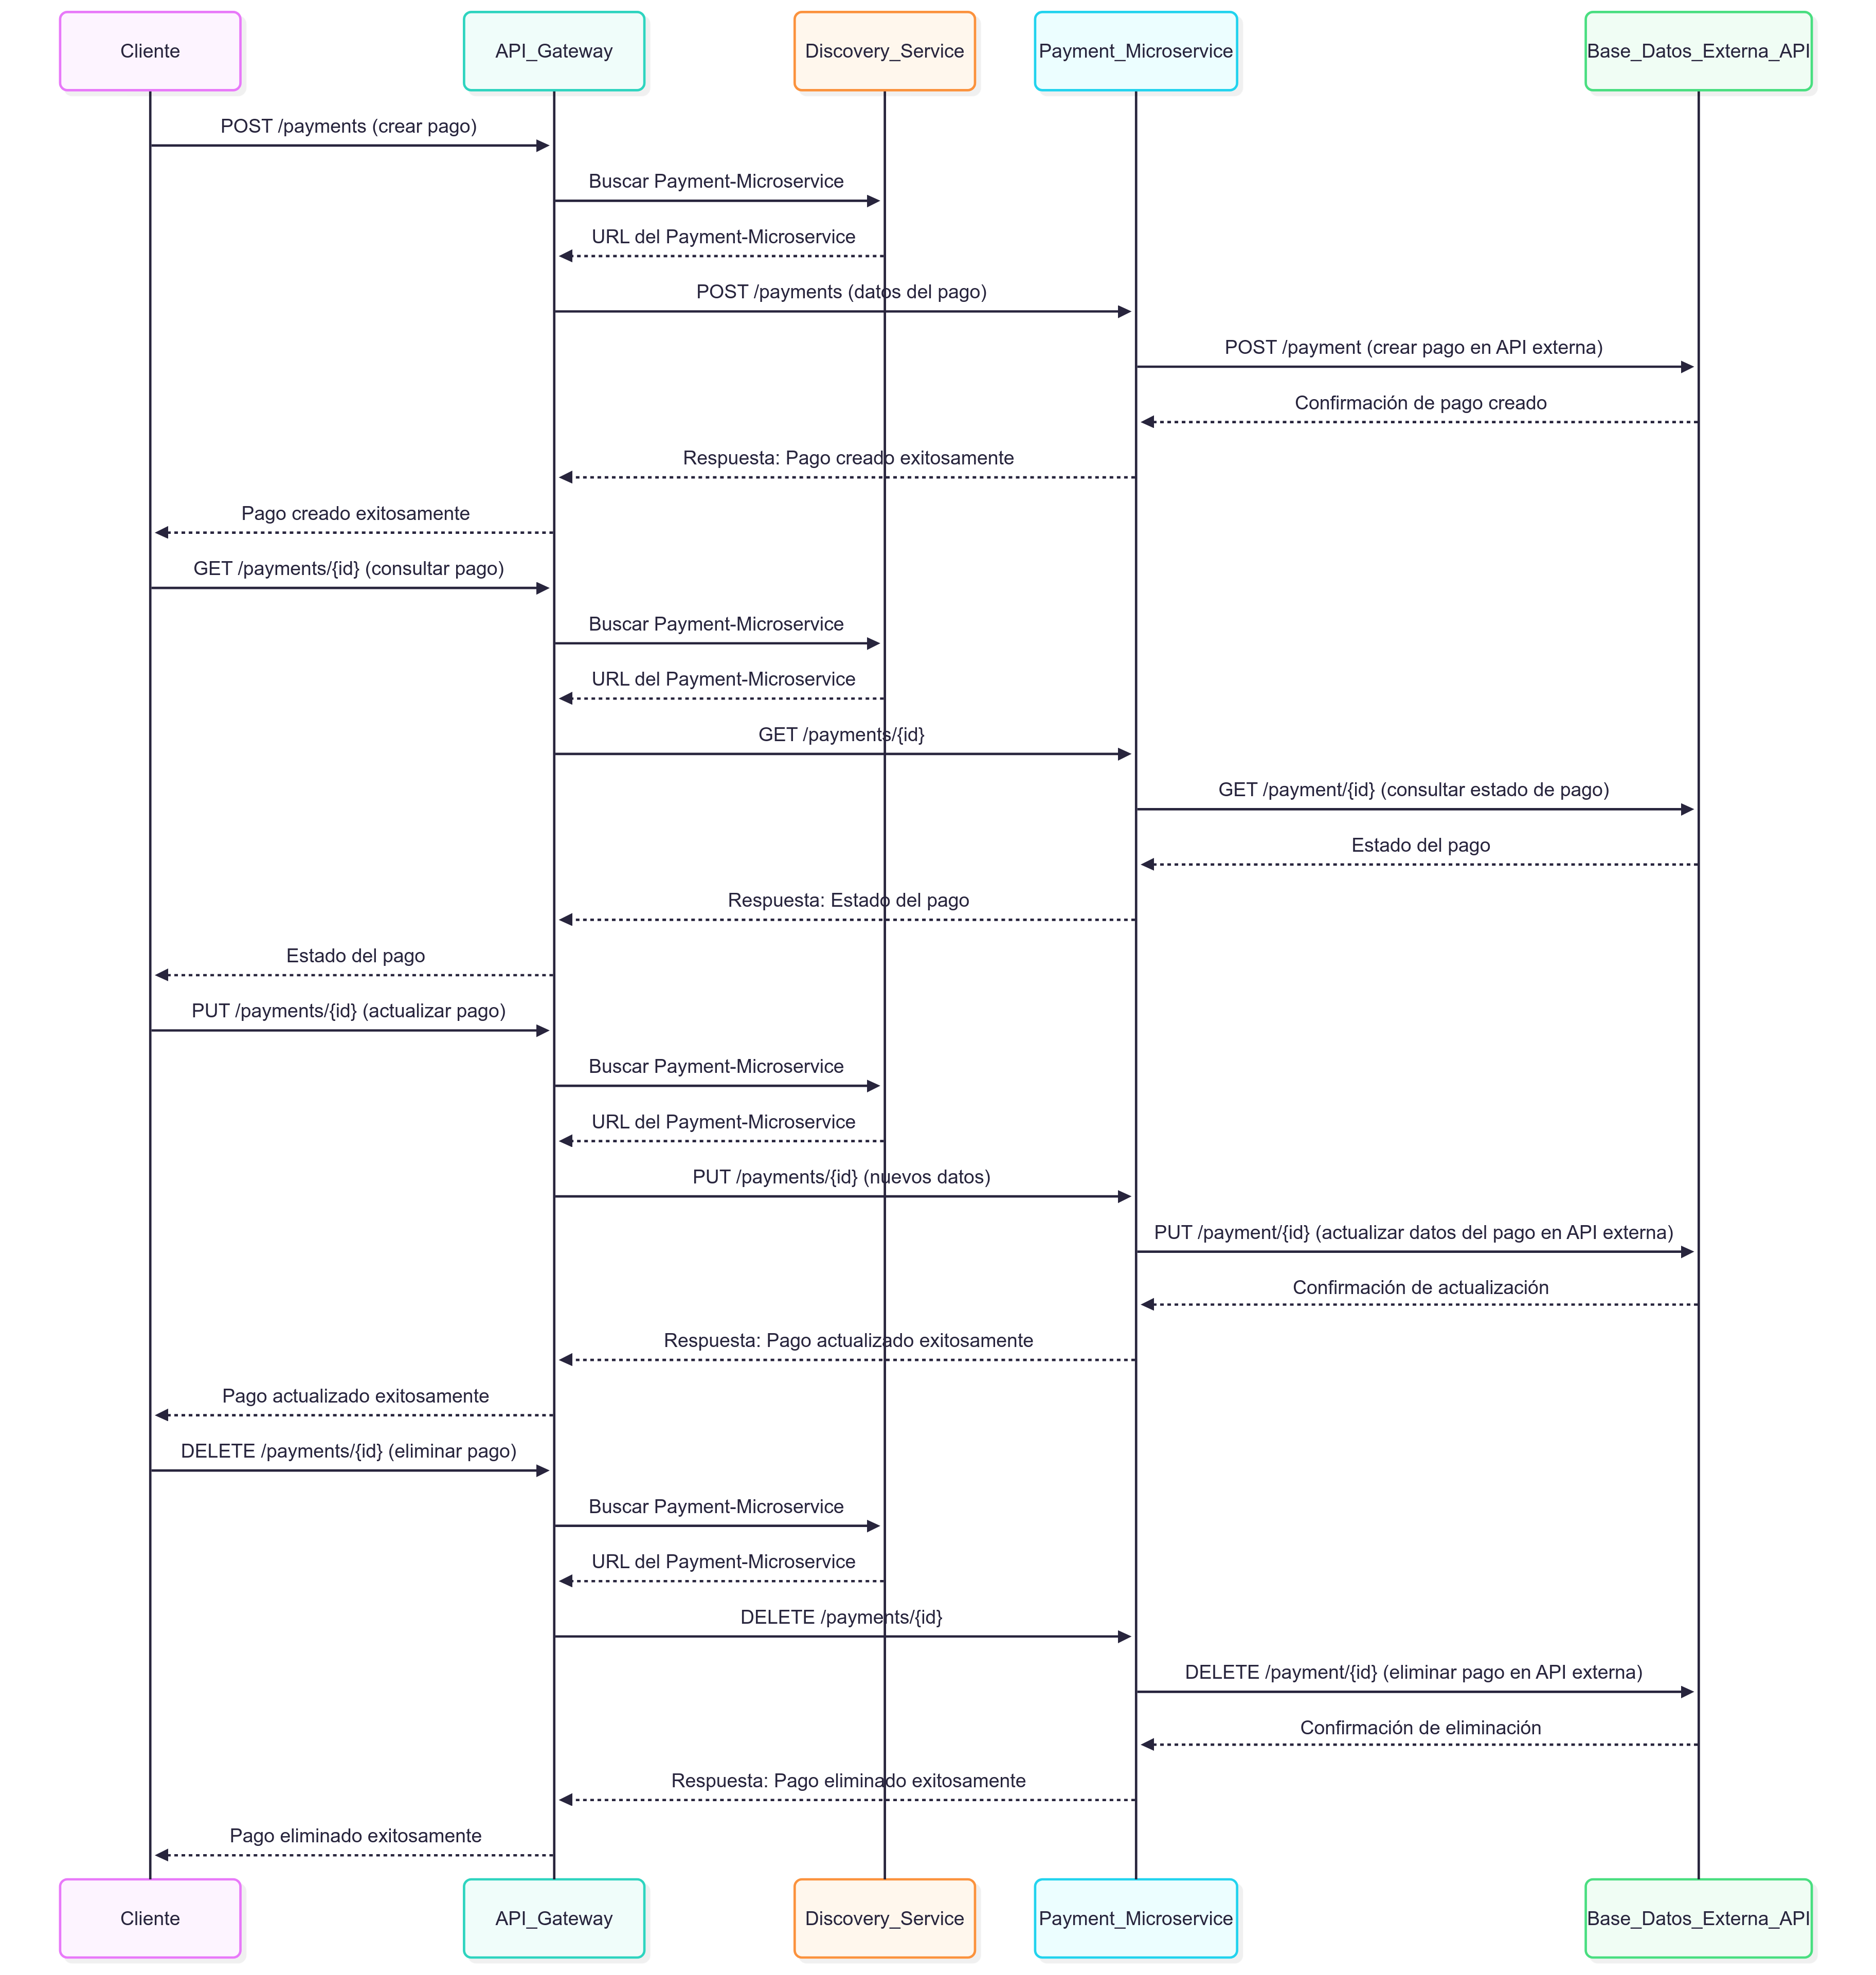 Cliente
API_Gateway
Discovery_Service
Payment_Microservice
Base_Datos_Externa_API
POST /payments (crear pago)
Buscar Payment-Microservice
URL del Payment-Microservice
POST /payments (datos del pago)
POST /payment (crear pago en API externa)
Confirmación de pago creado
Respuesta: Pago creado exitosamente
Pago creado exitosamente
GET /payments/{id} (consultar pago)
Buscar Payment-Microservice
URL del Payment-Microservice
GET /payments/{id}
GET /payment/{id} (consultar estado de pago)
Estado del pago
Respuesta: Estado del pago
Estado del pago
PUT /payments/{id} (actualizar pago)
Buscar Payment-Microservice
URL del Payment-Microservice
PUT /payments/{id} (nuevos datos)
PUT /payment/{id} (actualizar datos del pago en API externa)
Confirmación de actualización
Respuesta: Pago actualizado exitosamente
Pago actualizado exitosamente
DELETE /payments/{id} (eliminar pago)
Buscar Payment-Microservice
URL del Payment-Microservice
DELETE /payments/{id}
DELETE /payment/{id} (eliminar pago en API externa)
Confirmación de eliminación
Respuesta: Pago eliminado exitosamente
Pago eliminado exitosamente
Cliente
API_Gateway
Discovery_Service
Payment_Microservice
Base_Datos_Externa_API